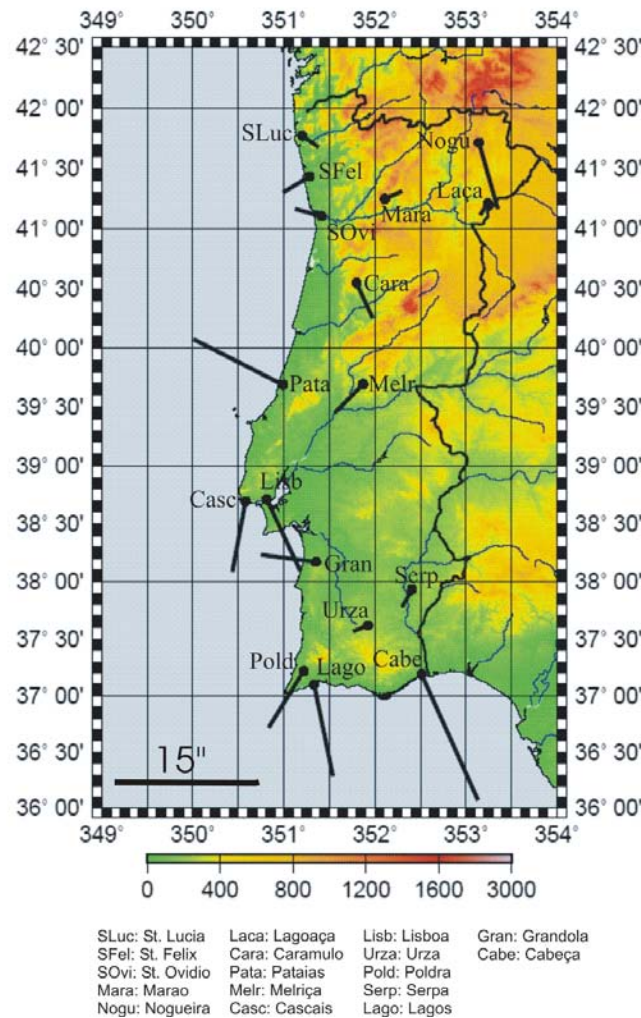 349° 350° 351° 352° 353° 354°
42° 30' 42° 30'
42° 00' 42° 00'
SLuc Nogu
41° 30' 41° 30'
SFel Laça
Mara
41° 00' 41° 00'
SOvi
40° 30' Cara 40° 30'
40° 00' 40° 00'
Pata Melr
39° 30' 39° 30'
39° 00' 39° 00'
Lisb
Casc
38° 30' 38° 30'
Gran
38° 00' Serp 38° 00'
Urza
37° 30' 37° 30'
Pold Lago Cabe
37° 00' 37° 00'
36° 30' 36° 30'
15"
36° 00' 36° 00'
349° 350° 351° 352° 353° 354°
0 400 800 1200 1600 3000
SLuc: St. Lucia Laca: Lagoaça Lisb: Lisboa Gran: Grandola
SFel: St. Felix Cara: Caramulo Urza: Urza Cabe: Cabeça
SOvi: St. Ovidio Pata: Pataias Pold: Poldra
Mara: Marao Melr: Melriça Serp: Serpa
Nogu: Nogueira Casc: Cascais Lago: Lagos